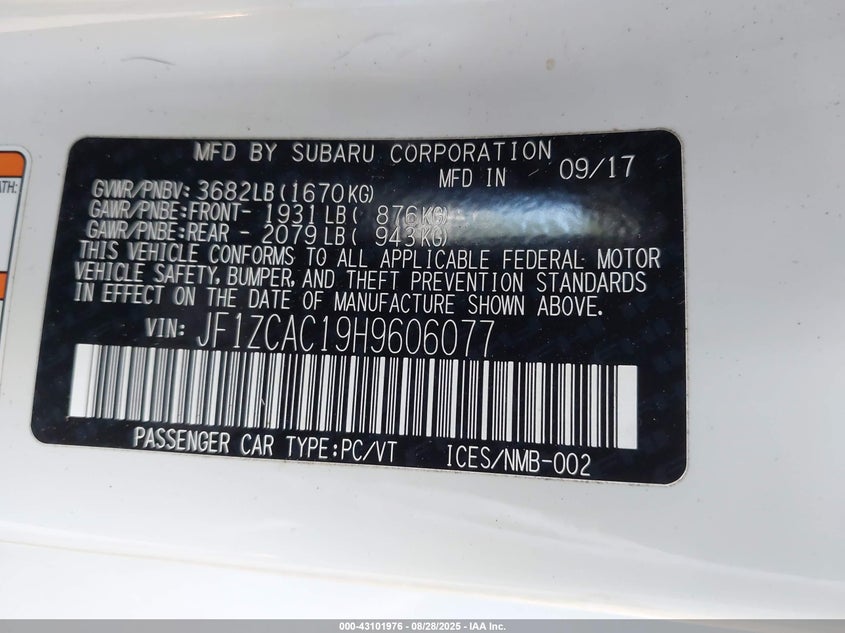 ATH:
MFD BY SUBARU CORPORATION
MFD IN 09/17
GVWR/PNBV: 3682LB(1670KG)
GAWR/PNBE:FRONT- 1931LB( 876KG)
GAWR/PNBE:REAR - 2079LB( 943KG)
THIS VEHICLE CONFORMS TO ALL APPLICABLE FEDERAL MOTOR
VEHICLE SAFETY, BUMPER, AND THEFT PREVENTION STANDARDS
IN EFFECT ON THE DATE OF MANUFACTURE SHOWN ABOVE.
VIN: JF1ZCAC19H9606077
PASSENGER CAR TYPE:PC/VT ICES/NMB-002
000-43101976 - 08/28/2025 - IAA Inc.